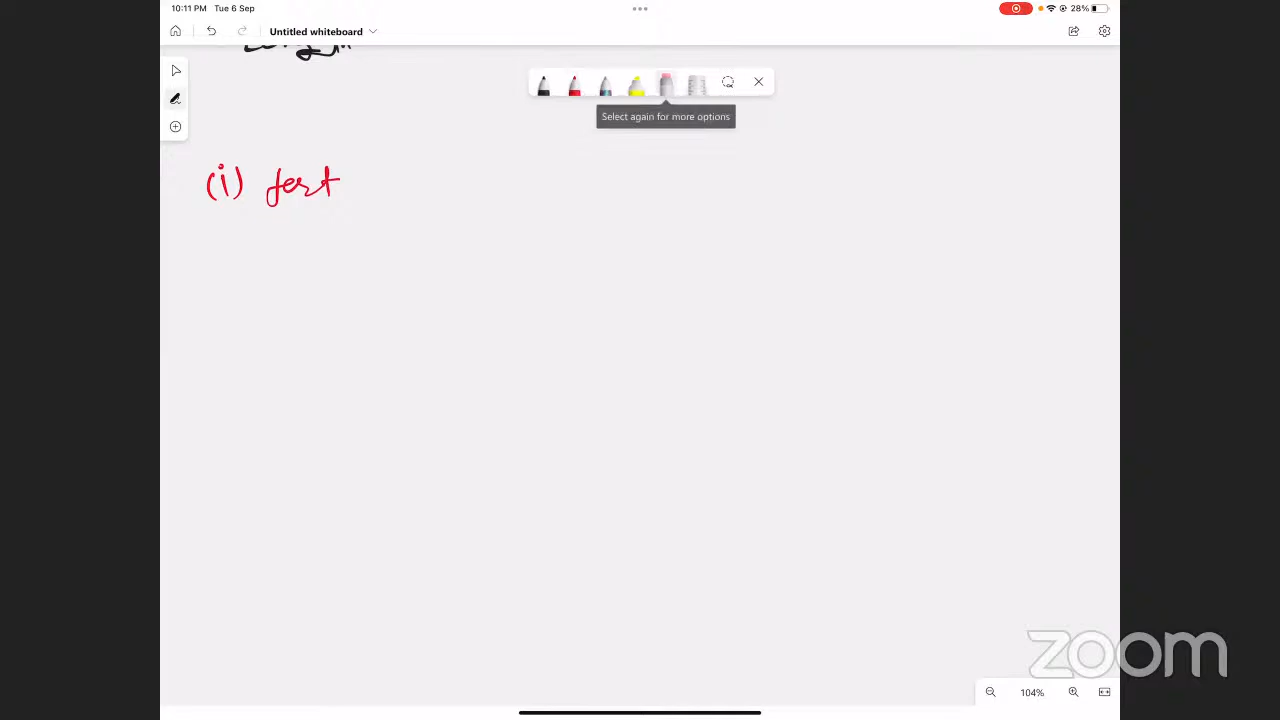 10:11 PM Tue 6 Sep
28%
Untitled whiteboard
Select again for more options
(i) fert
104%
zoom